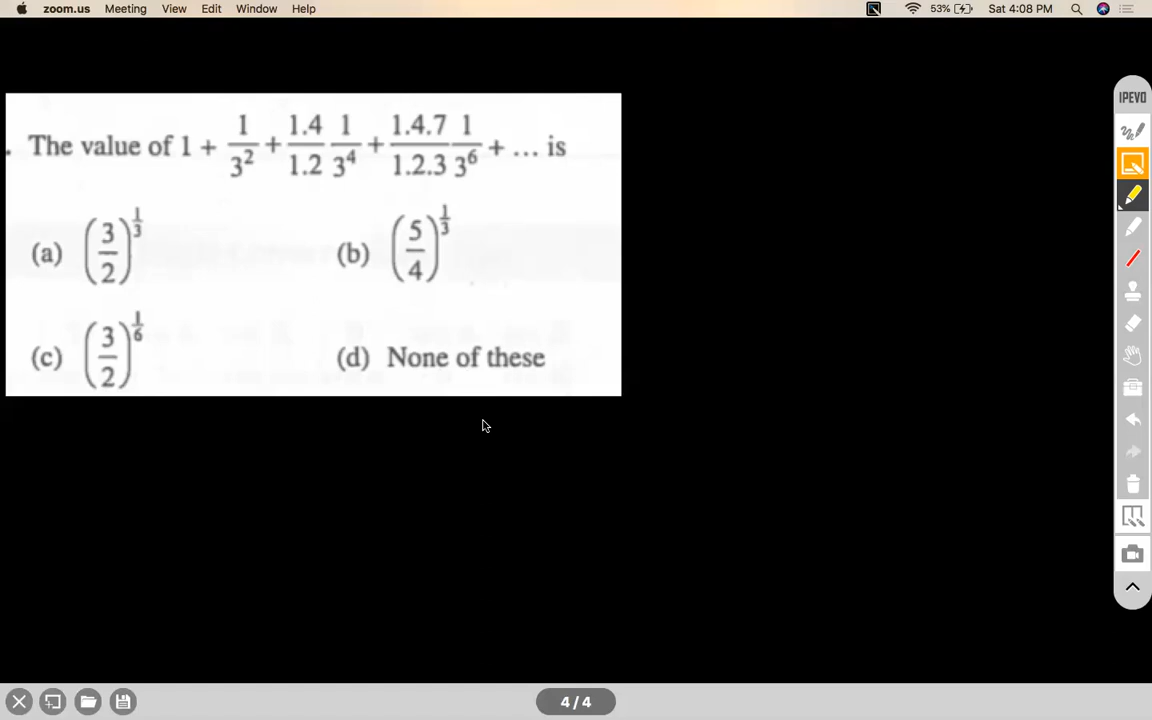 zoom.us Meeting View Edit Window Help 53% Sat 4:08 PM
IPEVO
. The value of 1 + 1/3² + 1.4/1.2 1/3⁴ + 1.4.7/1.2.3 1/3⁶ + ... is
(a) (3/2)^(1/3) (b) (5/4)^(1/3)
(c) (3/2)^(1/6) (d) None of these
4 / 4